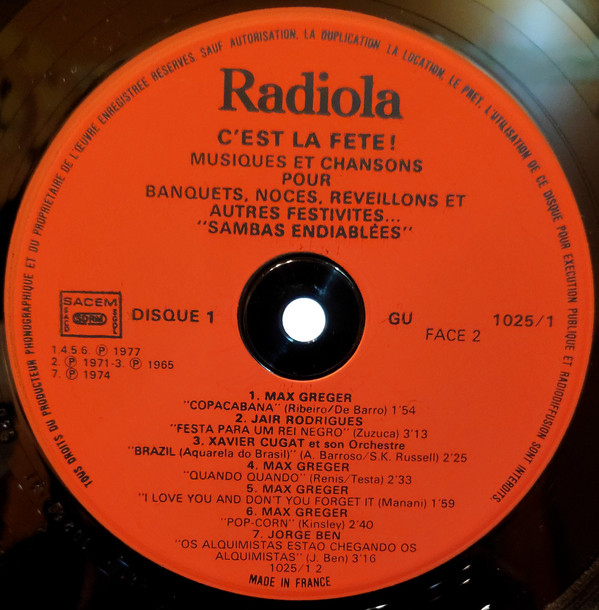 TOUS DROITS DU PRODUCTEUR PHONOGRAPHIQUE ET DU PROPRIETAIRE DE L'ŒUVRE ENREGISTREE RESERVES. SAUF AUTORISATION, LA DUPLICATION, LA LOCATION, LE PRET, L'UTILISATION DE CE DISQUE POUR EXECUTION PUBLIQUE ET RADIODIFFUSION SONT INTERDITS.
Radiola
C'EST LA FETE!
MUSIQUES ET CHANSONS
POUR
BANQUETS, NOCES, REVEILLONS ET
AUTRES FESTIVITES...
"SAMBAS ENDIABLÉES"
SACEM
SACD SDRM SGDL
DISQUE 1
GU
1025/1
FACE 2
1.4.5.6. Ⓟ 1977
2. Ⓟ 1971-3. Ⓟ 1965
7. Ⓟ 1974
1. MAX GREGER
"COPACABANA" (Ribeiro/De Barro) 1'54
2. JAIR RODRIGUES
"FESTA PARA UM REI NEGRO" (Zuzuca) 3'13
3. XAVIER CUGAT et son Orchestre
"BRAZIL (Aquarela do Brasil)" (A. Barroso/S.K. Russell) 2'25
4. MAX GREGER
"QUANDO QUANDO" (Renis/Testa) 2'33
5. MAX GREGER
"I LOVE YOU AND DON'T YOU FORGET IT (Manani) 1'59
6. MAX GREGER
"POP-CORN" (Kinsley) 2'40
7. JORGE BEN
"OS ALQUIMISTAS ESTAO CHEGANDO OS
ALQUIMISTAS" (J. Ben) 3'16
1025/1 2
MADE IN FRANCE